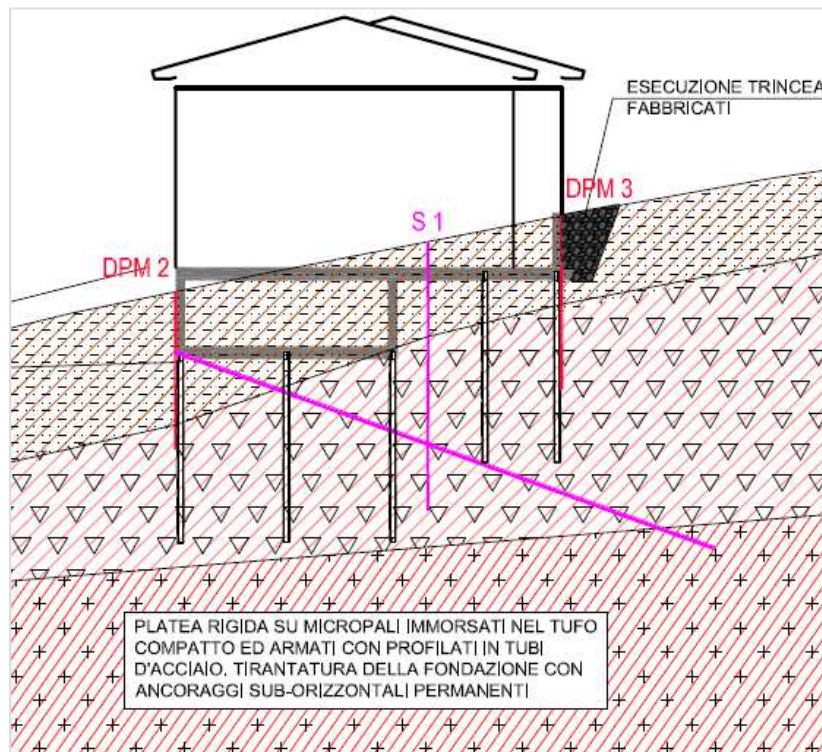 ESECUZIONE TRINCEA
FABBRICATI
DPM 3
S 1
DPM 2
PLATEA RIGIDA SU MICROPALI IMMORSATI NEL TUFO
COMPATTO ED ARMATI CON PROFILATI IN TUBI
D'ACCIAIO. TIRANTATURA DELLA FONDAZIONE CON
ANCORAGGI SUB-ORIZZONTALI PERMANENTI